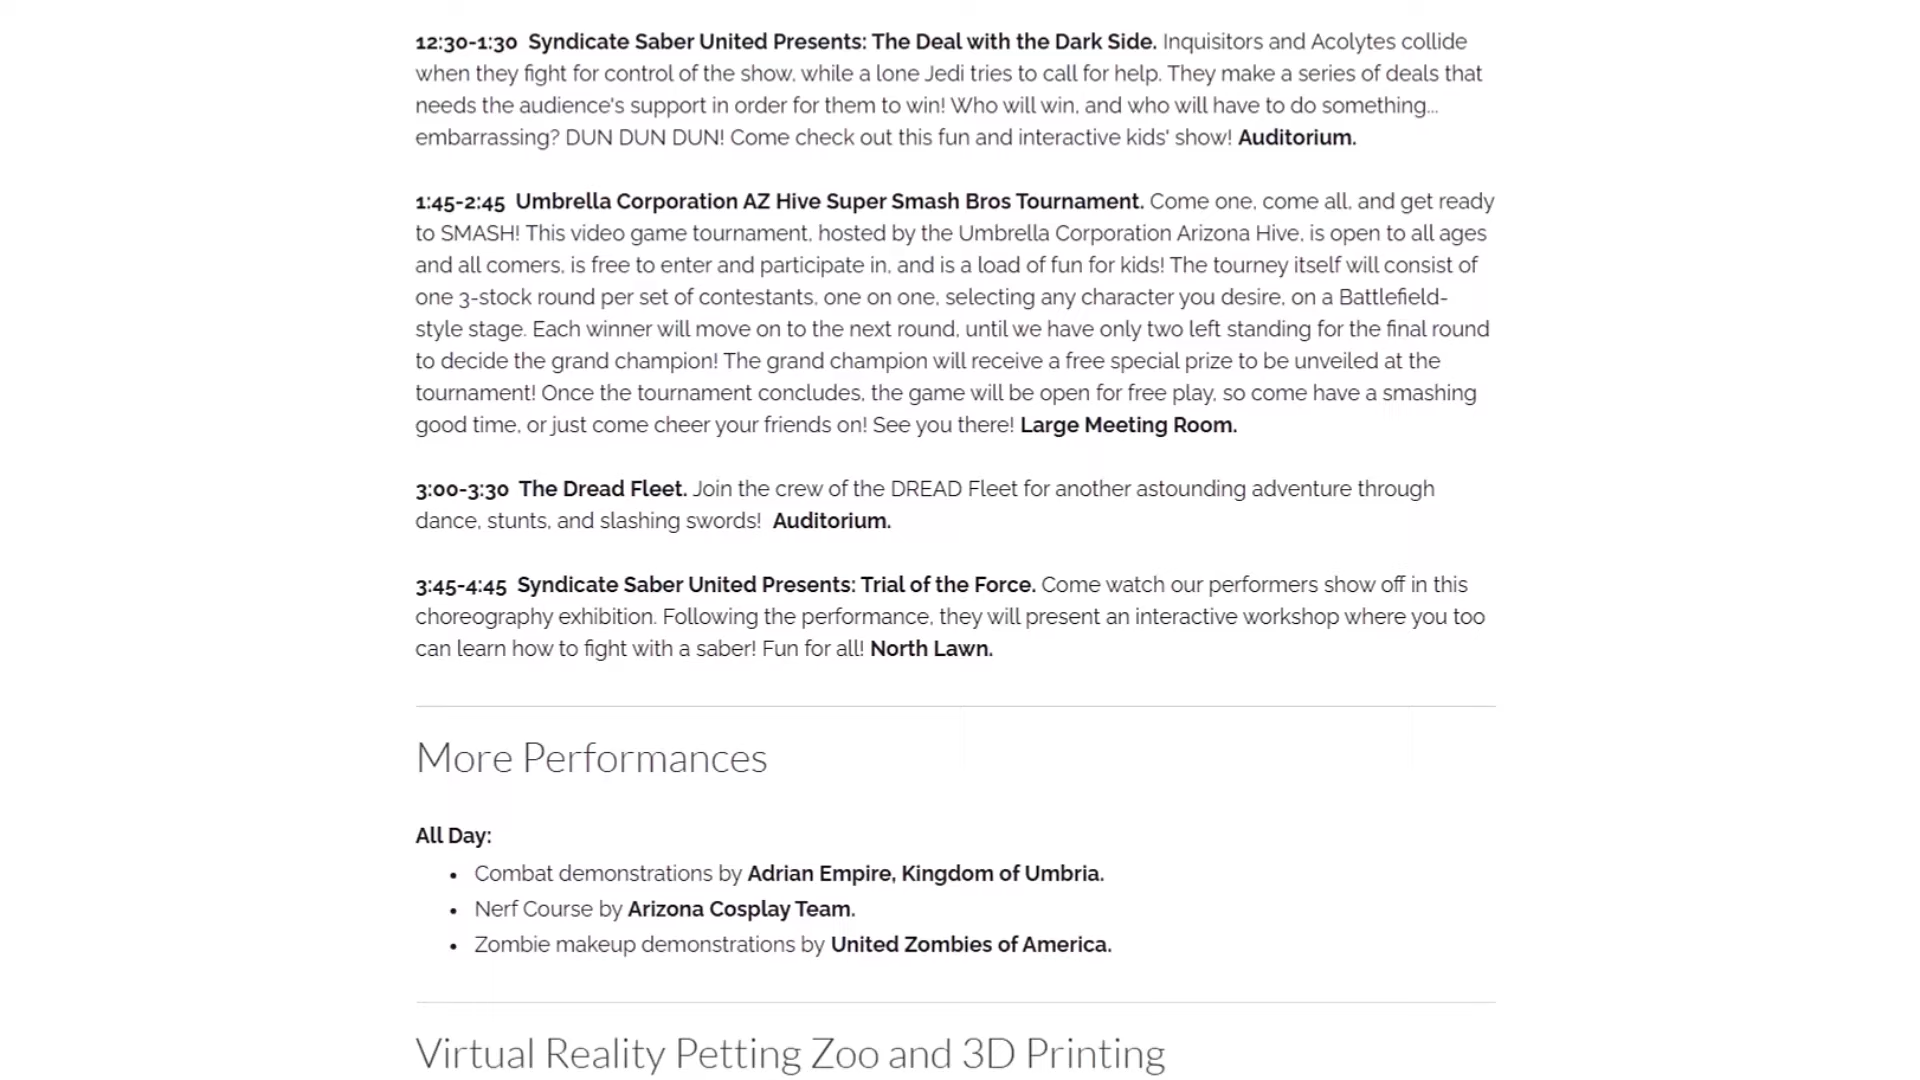 12:30-1:30  Syndicate Saber United Presents: The Deal with the Dark Side. Inquisitors and Acolytes collide
when they fight for control of the show, while a lone Jedi tries to call for help. They make a series of deals that
needs the audience's support in order for them to win! Who will win, and who will have to do something...
embarrassing? DUN DUN DUN! Come check out this fun and interactive kids' show! Auditorium.
1:45-2:45  Umbrella Corporation AZ Hive Super Smash Bros Tournament. Come one, come all, and get ready
to SMASH! This video game tournament, hosted by the Umbrella Corporation Arizona Hive, is open to all ages
and all comers, is free to enter and participate in, and is a load of fun for kids! The tourney itself will consist of
one 3-stock round per set of contestants, one on one, selecting any character you desire, on a Battlefield-
style stage. Each winner will move on to the next round, until we have only two left standing for the final round
to decide the grand champion! The grand champion will receive a free special prize to be unveiled at the
tournament! Once the tournament concludes, the game will be open for free play, so come have a smashing
good time, or just come cheer your friends on! See you there! Large Meeting Room.
3:00-3:30  The Dread Fleet. Join the crew of the DREAD Fleet for another astounding adventure through
dance, stunts, and slashing swords!  Auditorium.
3:45-4:45  Syndicate Saber United Presents: Trial of the Force. Come watch our performers show off in this
choreography exhibition. Following the performance, they will present an interactive workshop where you too
can learn how to fight with a saber! Fun for all! North Lawn.
More Performances
All Day:
• Combat demonstrations by Adrian Empire, Kingdom of Umbria.
• Nerf Course by Arizona Cosplay Team.
• Zombie makeup demonstrations by United Zombies of America.
Virtual Reality Petting Zoo and 3D Printing